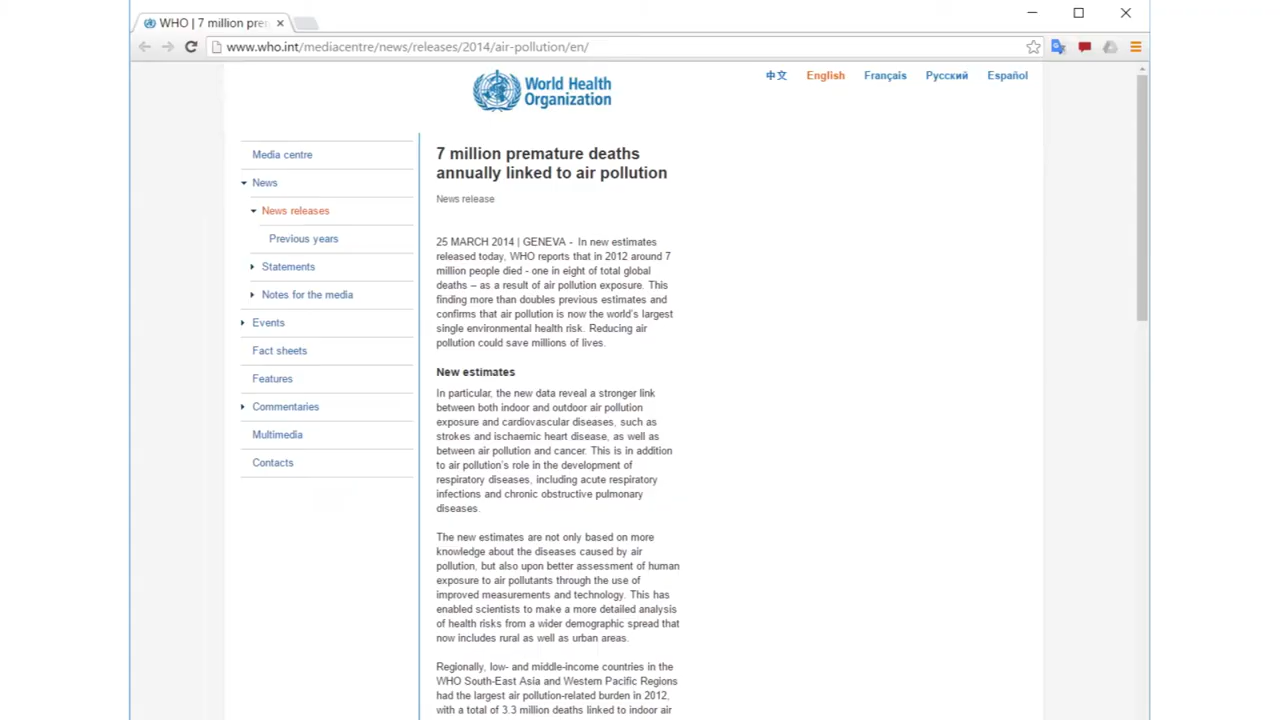 WHO | 7 million pre
www.who.int/mediacentre/news/releases/2014/air-pollution/en/
World Health
Organization
中文 English Français Русский Español
Media centre
News
News releases
Previous years
Statements
Notes for the media
Events
Fact sheets
Features
Commentaries
Multimedia
Contacts
7 million premature deaths
annually linked to air pollution
News release
25 MARCH 2014 | GENEVA - In new estimates
released today, WHO reports that in 2012 around 7
million people died - one in eight of total global
deaths – as a result of air pollution exposure. This
finding more than doubles previous estimates and
confirms that air pollution is now the world's largest
single environmental health risk. Reducing air
pollution could save millions of lives.
New estimates
In particular, the new data reveal a stronger link
between both indoor and outdoor air pollution
exposure and cardiovascular diseases, such as
strokes and ischaemic heart disease, as well as
between air pollution and cancer. This is in addition
to air pollution's role in the development of
respiratory diseases, including acute respiratory
infections and chronic obstructive pulmonary
diseases.
The new estimates are not only based on more
knowledge about the diseases caused by air
pollution, but also upon better assessment of human
exposure to air pollutants through the use of
improved measurements and technology. This has
enabled scientists to make a more detailed analysis
of health risks from a wider demographic spread that
now includes rural as well as urban areas.
Regionally, low- and middle-income countries in the
WHO South-East Asia and Western Pacific Regions
had the largest air pollution-related burden in 2012,
with a total of 3.3 million deaths linked to indoor air